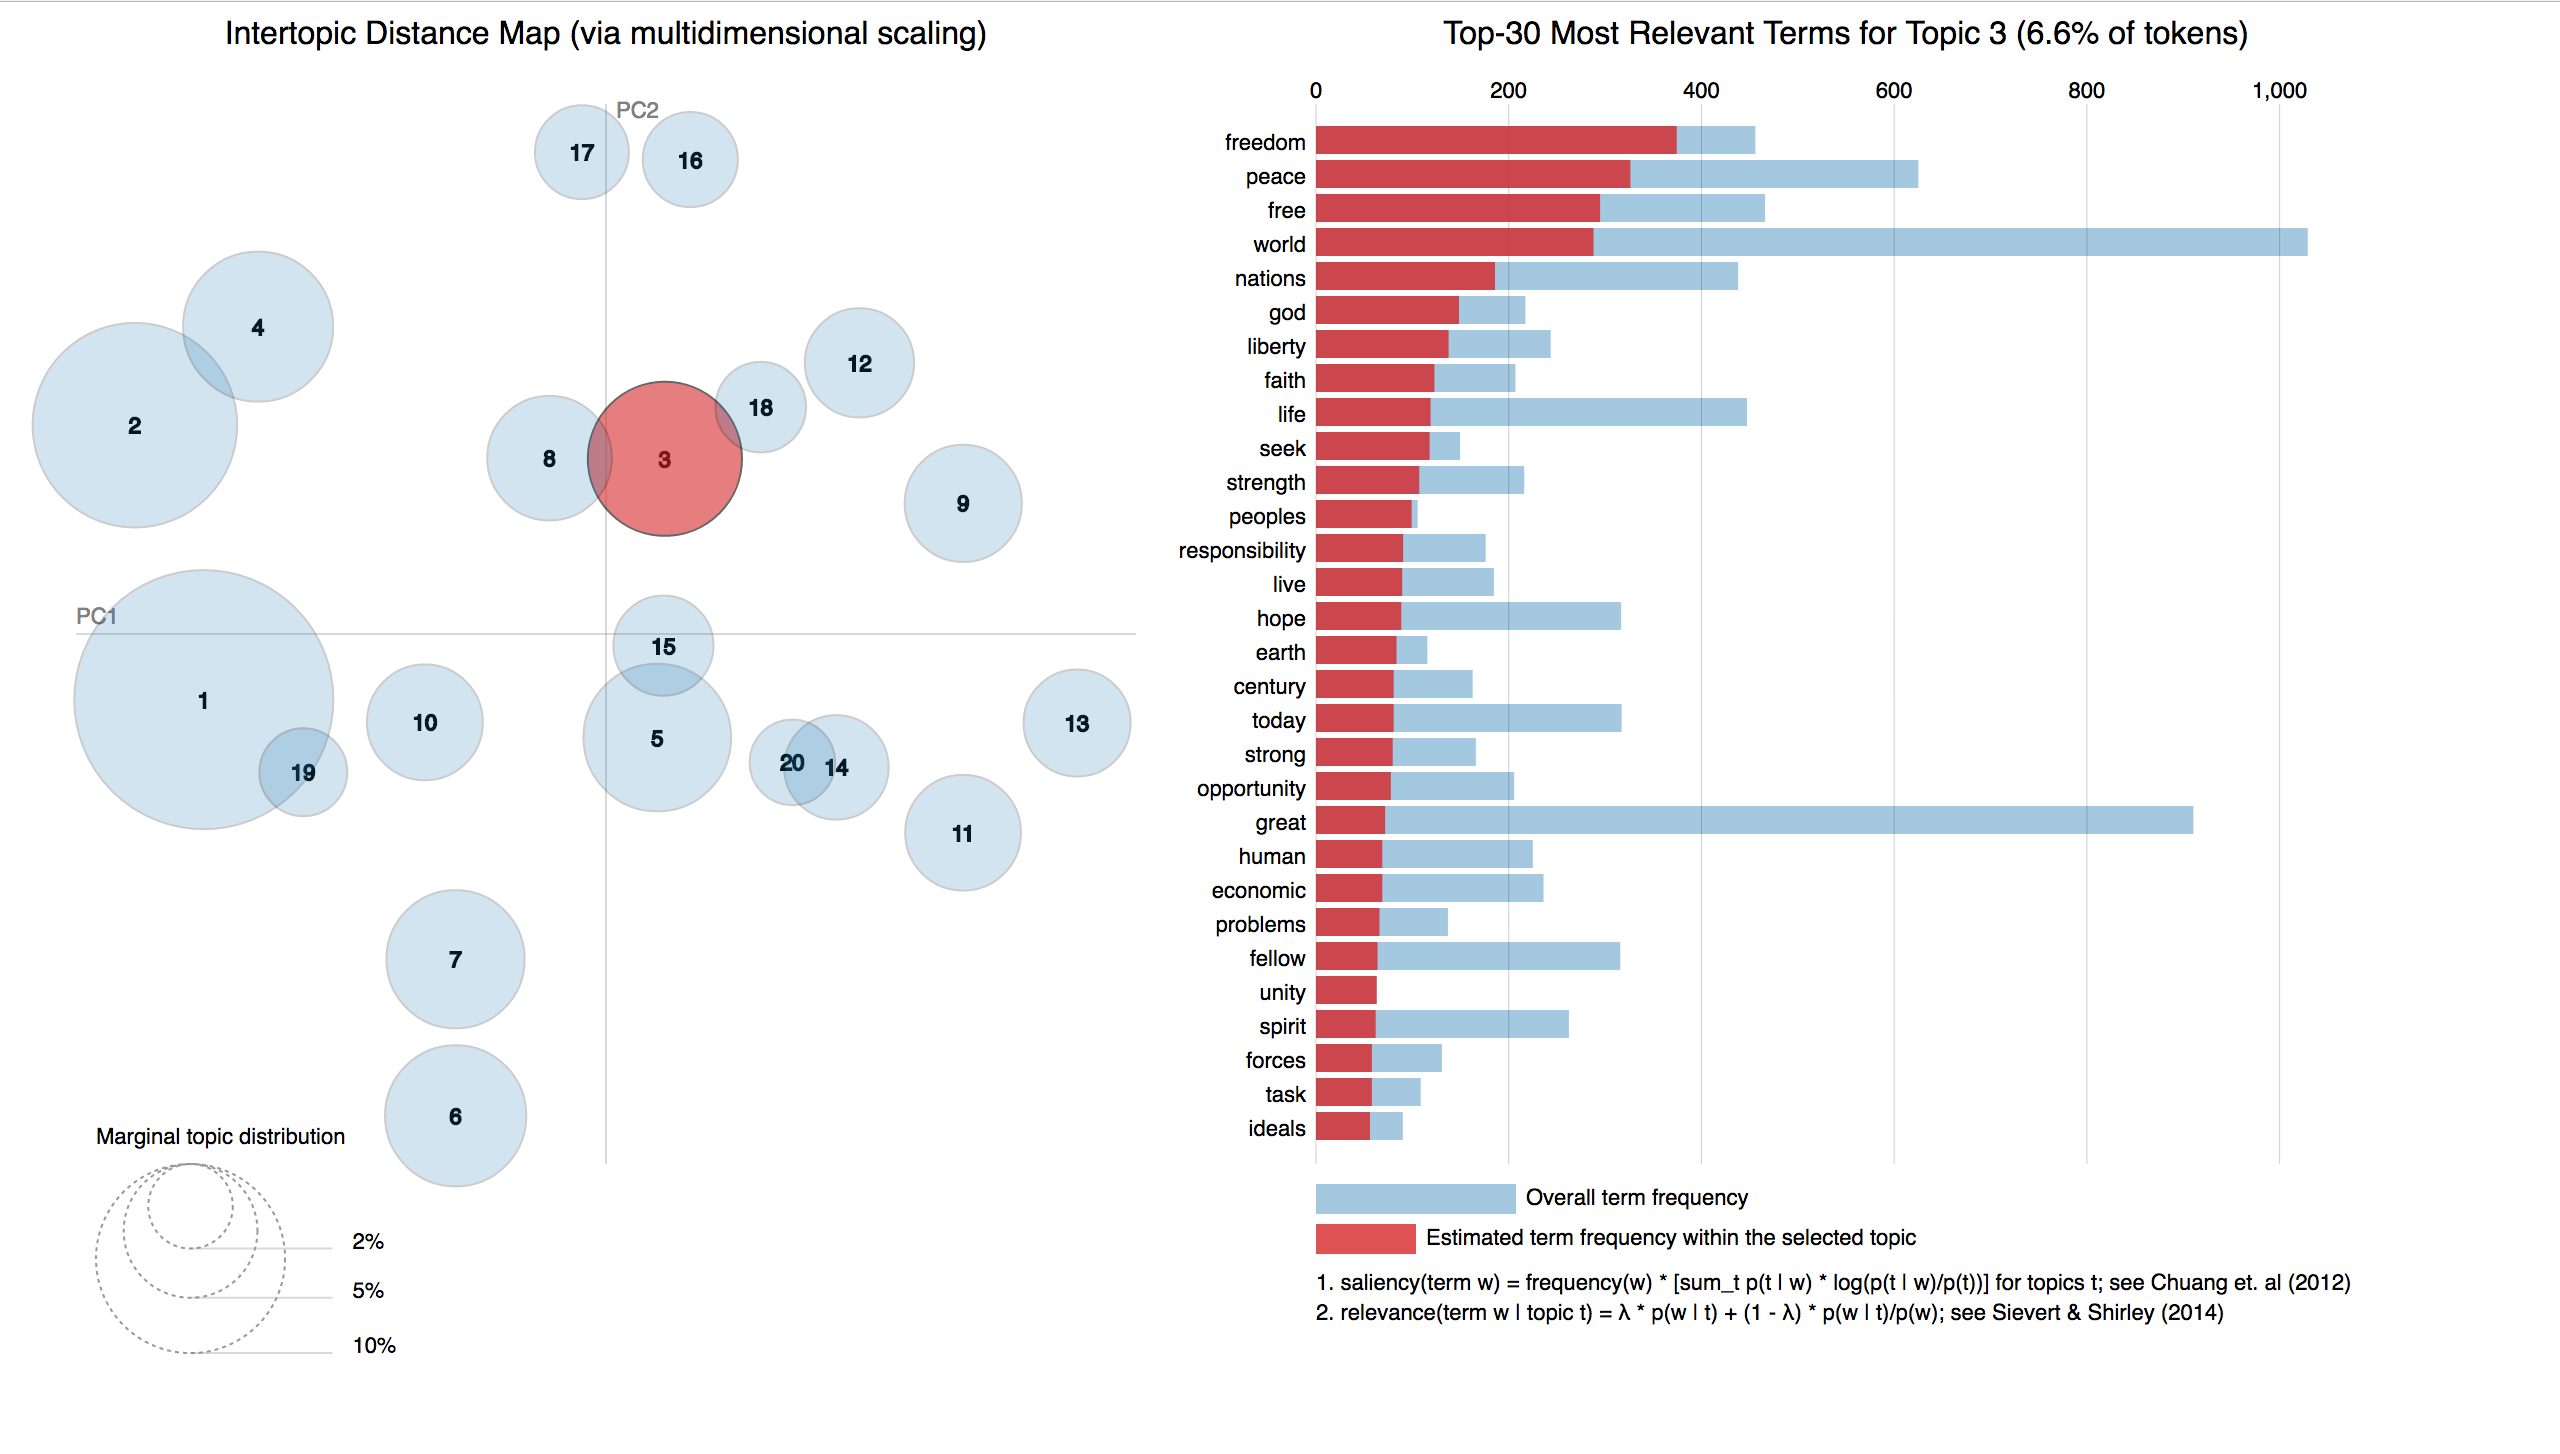 Intertopic Distance Map (via multidimensional scaling)
PC2
17
16
4
12
2
18
8
3
9
PC1
15
1
10
5
13
19
20
14
11
7
6
Marginal topic distribution
2%
5%
10%
Top-30 Most Relevant Terms for Topic 3 (6.6% of tokens)
0 200 400 600 800 1,000
freedom
peace
free
world
nations
god
liberty
faith
life
seek
strength
peoples
responsibility
live
hope
earth
century
today
strong
opportunity
great
human
economic
problems
fellow
unity
spirit
forces
task
ideals
Overall term frequency
Estimated term frequency within the selected topic
1. saliency(term w) = frequency(w) * [sum_t p(t | w) * log(p(t | w)/p(t))] for topics t; see Chuang et. al (2012)
2. relevance(term w | topic t) = λ * p(w | t) + (1 - λ) * p(w | t)/p(w); see Sievert & Shirley (2014)